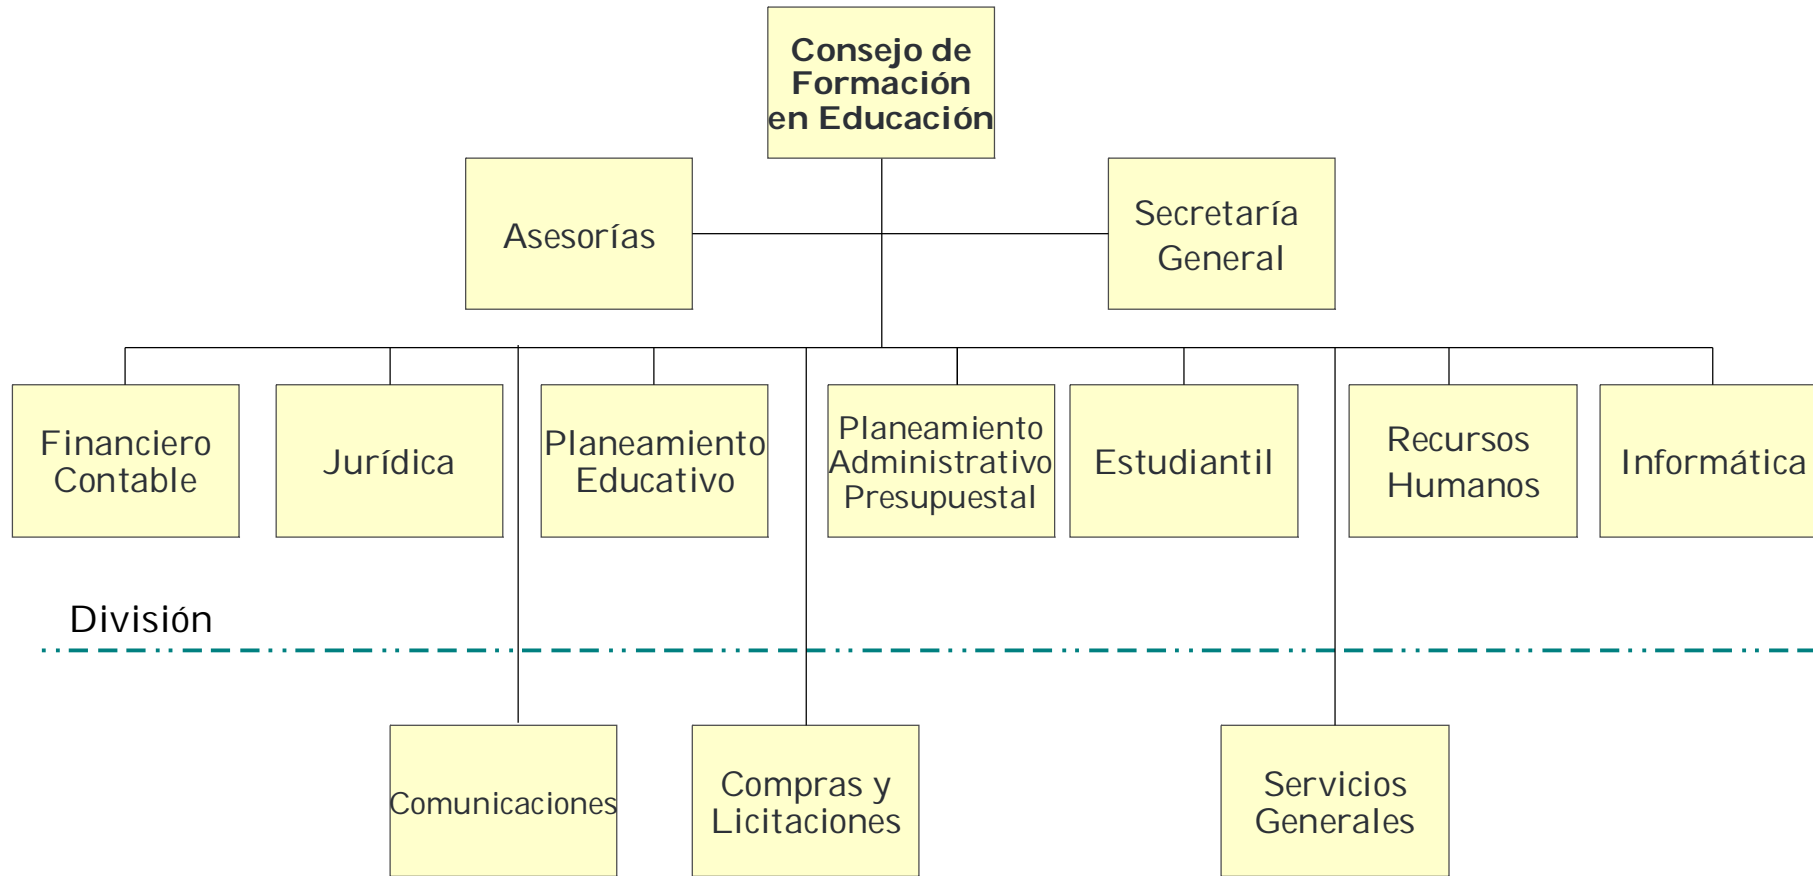 Consejo de
Formación
en Educación
Asesorías
Secretaría
General
Financiero
Contable
Jurídica
Planeamiento
Educativo
Planeamiento
Administrativo
Presupuestal
Estudiantil
Recursos
Humanos
Informática
División
Comunicaciones
Compras y
Licitaciones
Servicios
Generales